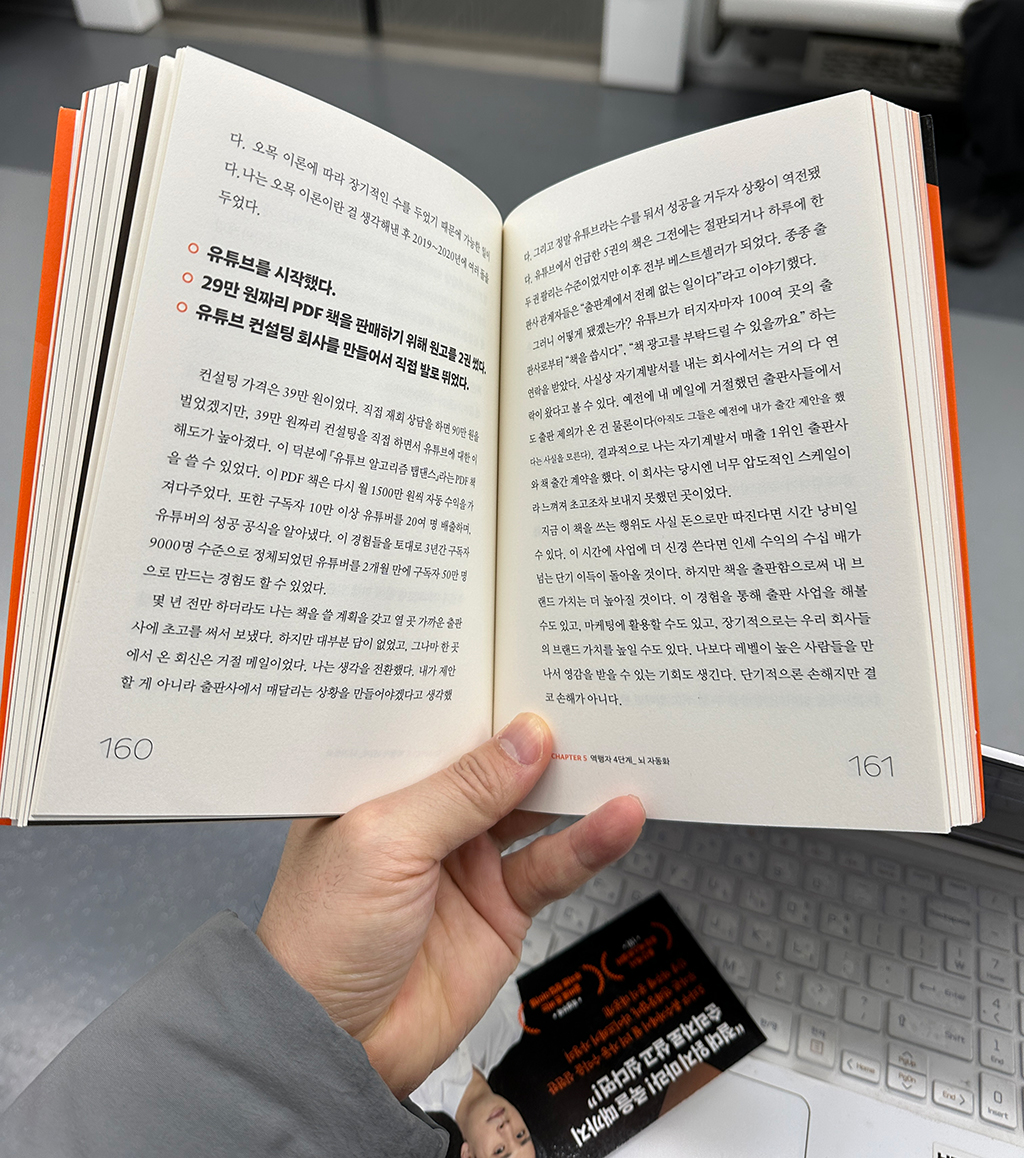 다. 오목 이론에 따라 장기적인 수를 두었기 때문에 가능한 일이
다. 나는 오목 이론이란 걸 생각해낸 후 2019~2020년에 여러 돌을
두었다.
유튜브를 시작했다.
29만 원짜리 PDF 책을 판매하기 위해 원고를 2권 썼다.
유튜브 컨설팅 회사를 만들어서 직접 발로 뛰었다.
컨설팅 가격은 39만 원이었다. 직접 재회 상담을 하면 90만 원을
벌었겠지만, 39만 원짜리 컨설팅을 직접 하면서 유튜브에 대한 이
해도가 높아졌다. 이 덕분에 『유튜브 알고리즘 탭댄스』라는 PDF 책
을 쓸 수 있었다. 이 PDF 책은 다시 월 1500만 원씩 자동 수익을 가
져다주었다. 또한 구독자 10만 이상 유튜버를 20여 명 배출하며,
유튜버의 성공 공식을 알아냈다. 이 경험들을 토대로 3년간 구독자
9000명 수준으로 정체되었던 유튜버를 2개월 만에 구독자 50만 명
으로 만드는 경험도 할 수 있었다.
몇 년 전만 하더라도 나는 책을 쓸 계획을 갖고 열 곳 가까운 출판
사에 초고를 써서 보냈다. 하지만 대부분 답이 없었고, 그나마 한 곳
에서 온 회신은 거절 메일이었다. 나는 생각을 전환했다. 내가 제안
할 게 아니라 출판사에서 매달리는 상황을 만들어야겠다고 생각했
160
다. 그리고 정말 유튜브라는 수를 둬서 성공을 거두자 상황이 역전됐
다. 유튜브에서 언급한 5권의 책은 그전에는 절판되거나 하루에 한
두 권 팔리는 수준이었지만 이후 전부 베스트셀러가 되었다. 종종 출
판사 관계자들은 “출판계에서 전례 없는 일이다”라고 이야기했다.
그러니 어떻게 됐겠는가? 유튜브가 터지자마자 100여 곳의 출
판사로부터 “책을 씁시다”, “책 광고를 부탁드릴 수 있을까요” 하는
연락을 받았다. 사실상 자기계발서를 내는 회사에서는 거의 다 연
락이 왔다고 볼 수 있다. 예전에 내 메일에 거절했던 출판사들에서
도 출판 제의가 온 건 물론이다(아직도 그들은 예전에 내가 출간 제안을 했
다는 사실을 모른다). 결과적으로 나는 자기계발서 매출 1위인 출판사
와 책 출간 계약을 했다. 이 회사는 당시엔 너무 압도적인 스케일이
라 느껴져 초고조차 보내지 못했던 곳이었다.
지금 이 책을 쓰는 행위도 사실 돈으로만 따진다면 시간 낭비일
수 있다. 이 시간에 사업에 더 신경 쓴다면 인세 수익의 수십 배가
넘는 단기 이득이 돌아올 것이다. 하지만 책을 출판함으로써 내 브
랜드 가치는 더 높아질 것이다. 이 경험을 통해 출판 사업을 해볼
수도 있고, 마케팅에 활용할 수도 있고, 장기적으로는 우리 회사들
의 브랜드 가치를 높일 수도 있다. 나보다 레벨이 높은 사람들을 만
나서 영감을 받을 수 있는 기회도 생긴다. 단기적으론 손해지만 결
코 손해가 아니다.
CHAPTER 5 역행자 4단계_ 뇌 자동화
161
“절대 읽지 마라! 죽을 때까지
순리자로 살고 싶다면!”
Enter
Shift
Home
PgUp
PgDn
End
Insert